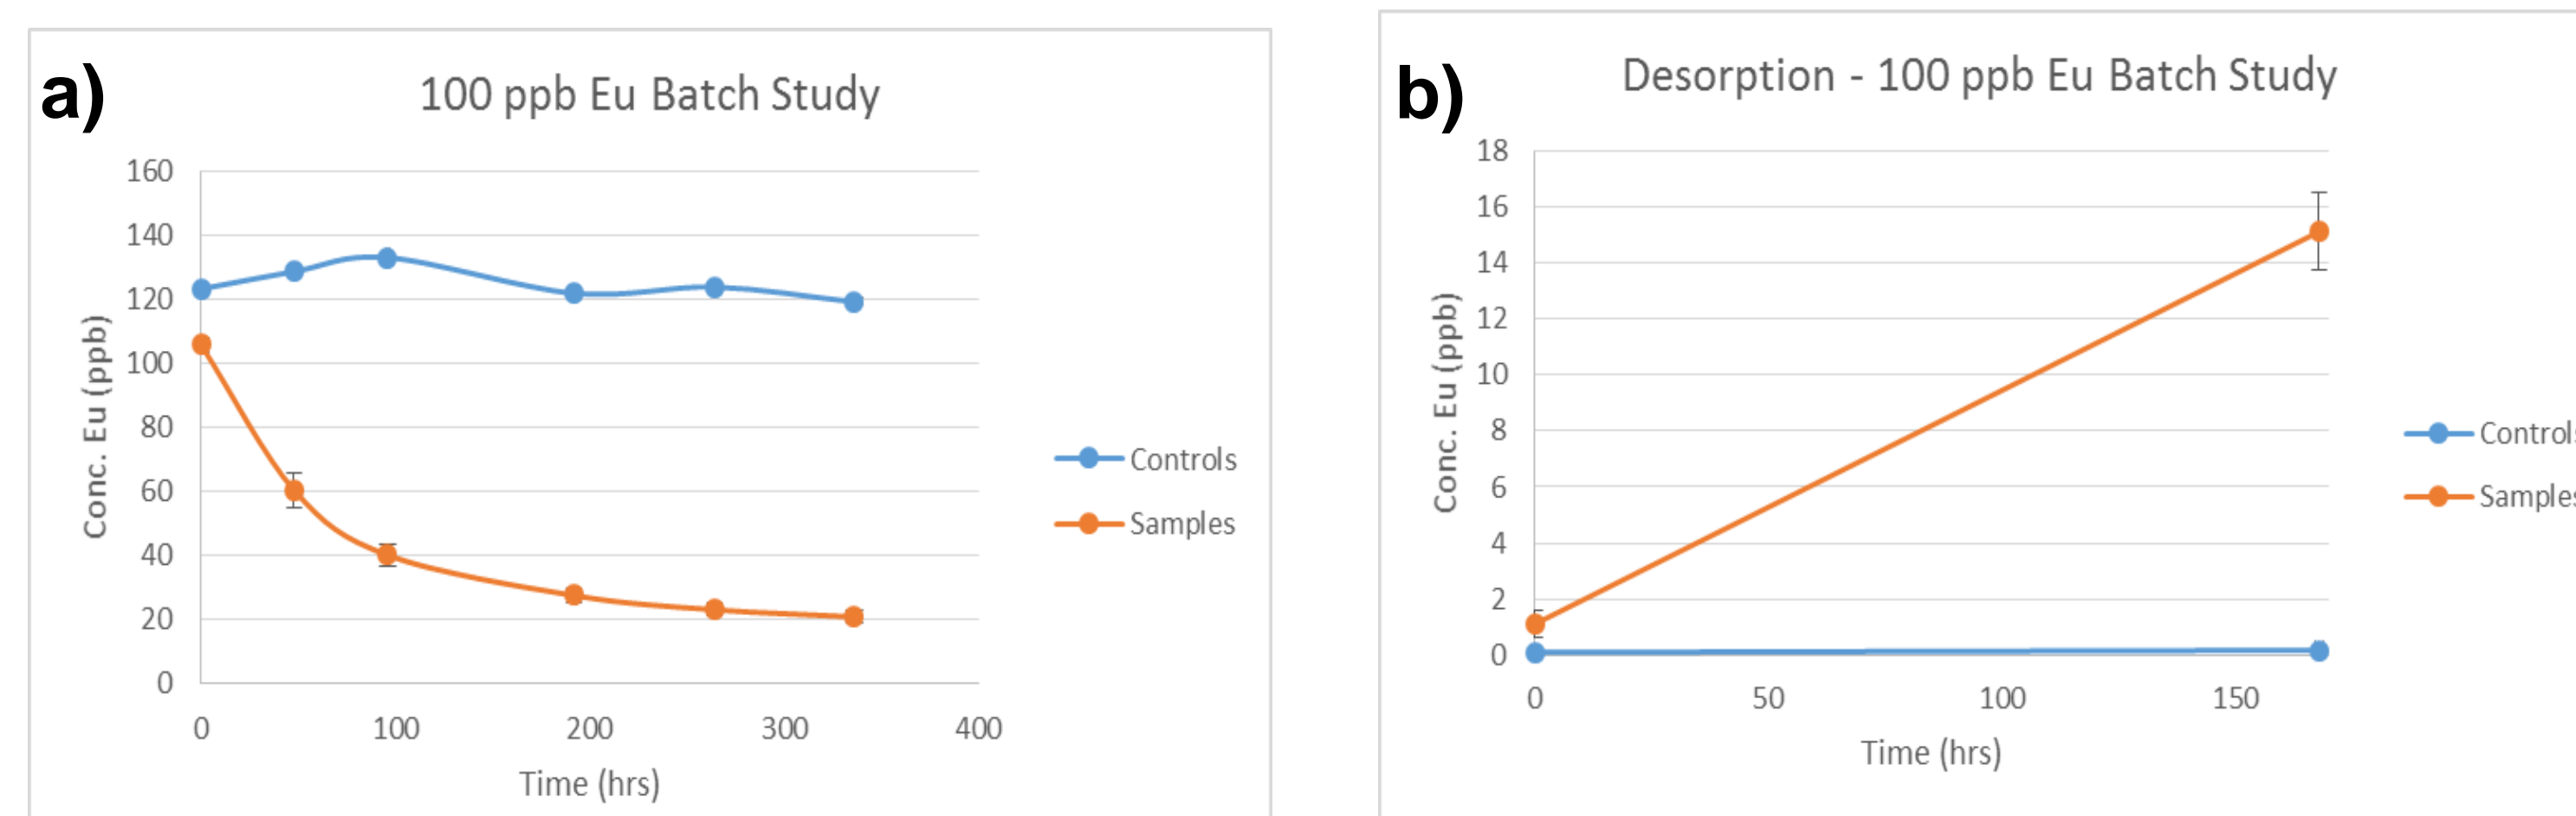 a)
100 ppb Eu Batch Study
160
140
120
100
80
60
40
20
0
Conc. Eu (ppb)
0 100 200 300 400
Time (hrs)
Controls
Samples
b)
Desorption - 100 ppb Eu Batch Study
18
16
14
12
10
8
6
4
2
0
Conc. Eu (ppb)
0 50 100 150
Time (hrs)
Control
Samples